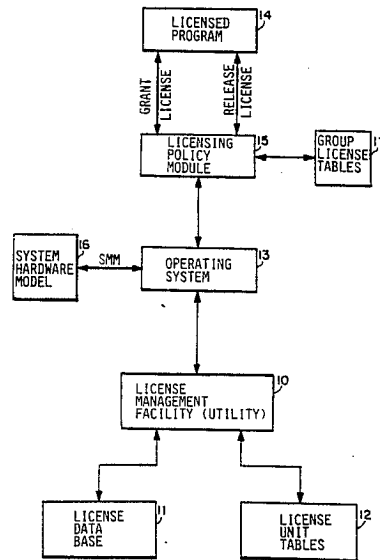 14
LICENSED
PROGRAM
GRANT
LICENSE
RELEASE
LICENSE
15
LICENSING
POLICY
MODULE
GROUP
LICENSE
TABLES
16
SYSTEM
HARDWARE
MODEL
SMM
13
OPERATING
SYSTEM
10
LICENSE
MANAGEMENT
FACILITY (UTILITY)
11
LICENSE
DATA
BASE
12
LICENSE
UNIT
TABLES